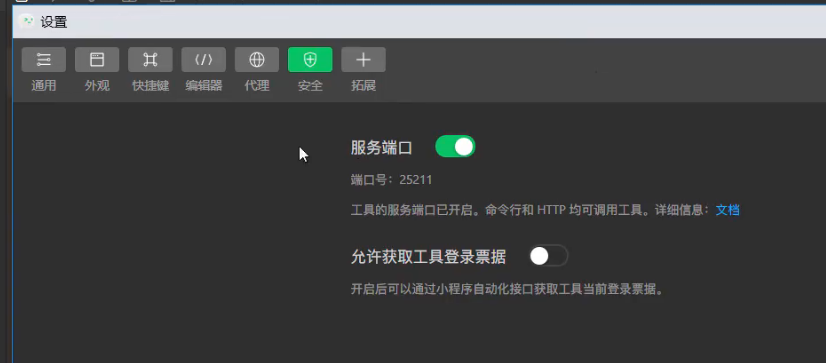 设置
通用 外观 快捷键 编辑器 代理 安全 拓展
服务端口
端口号：25211
工具的服务端口已开启。命令行和 HTTP 均可调用工具。详细信息：文档
允许获取工具登录票据
开启后可以通过小程序自动化接口获取工具当前登录票据。